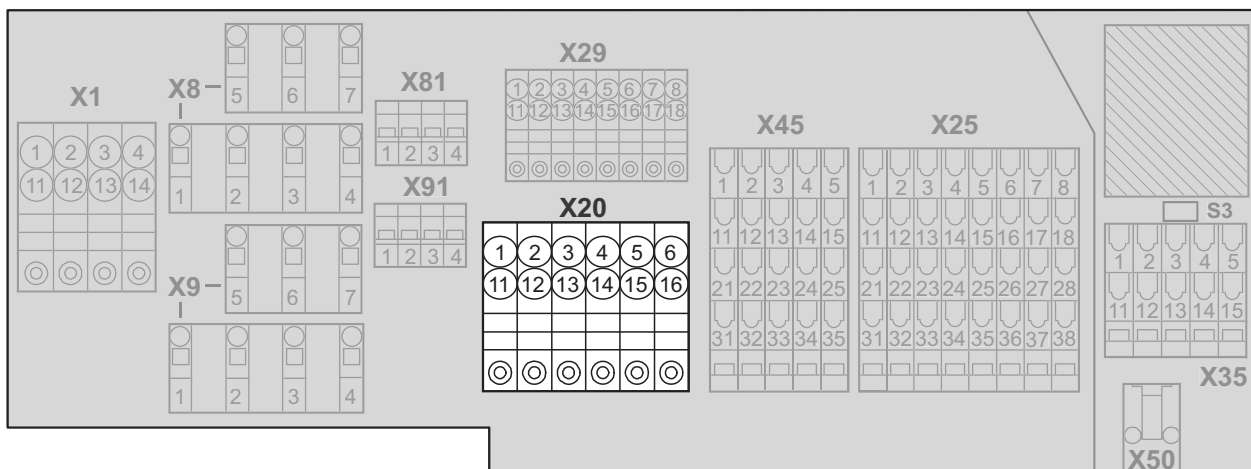 X1
1 2 3 4
11 12 13 14
X8
5 6 7
1 2 3 4
X9
5 6 7
1 2 3 4
X81
1 2 3 4
X91
1 2 3 4
X29
1 2 3 4 5 6 7 8
11 12 13 14 15 16 17 18
X20
1 2 3 4 5 6
11 12 13 14 15 16
X45
1 2 3 4 5
11 12 13 14 15
21 22 23 24 25
31 32 33 34 35
X25
1 2 3 4 5 6 7 8
11 12 13 14 15 16 17 18
21 22 23 24 25 26 27 28
31 32 33 34 35 36 37 38
S3
1 2 3 4 5
11 12 13 14 15
X35
X50